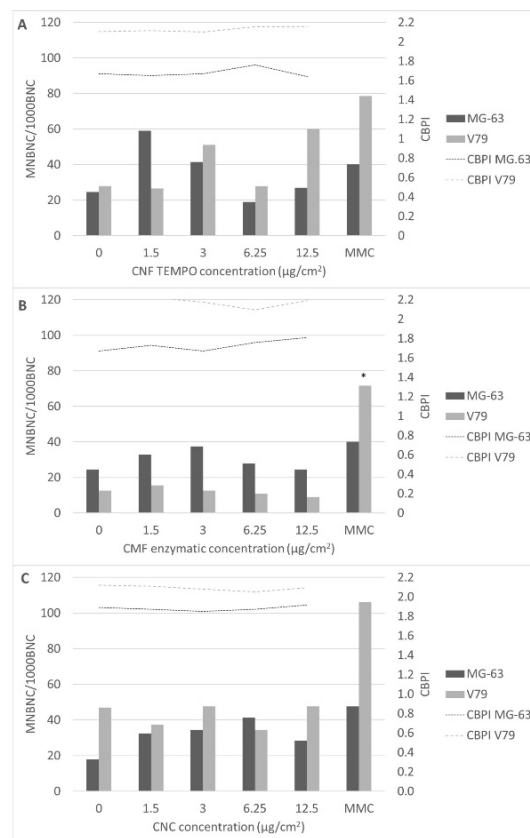 A
120
100
80
60
40
20
0
MNBNC/1000BNC
2.2
2
1.8
1.6
1.4
1.2
1
0.8
0.6
0.4
0.2
0
CBPI
MG-63
V79
CBPI MG.63
CBPI V79
0 1.5 3 6.25 12.5 MMC
CNF TEMPO concentration (µg/cm²)
B
120
100
80
60
40
20
0
MNBNC/1000BNC
2.2
2
1.8
1.6
1.4
1.2
1
0.8
0.6
0.4
0.2
0
CBPI
*
MG-63
V79
CBPI MG-63
CBPI V79
0 1.5 3 6.25 12.5 MMC
CMF enzymatic concentration (µg/cm²)
C
120
100
80
60
40
20
0
MNBNC/1000BNC
2.2
2.0
1.8
1.6
1.4
1.2
1.0
0.8
0.6
0.4
0.2
0.0
CBPI
MG-63
V79
CBPI MG-63
CBPI V79
0 1.5 3 6.25 12.5 MMC
CNC concentration (µg/cm²)